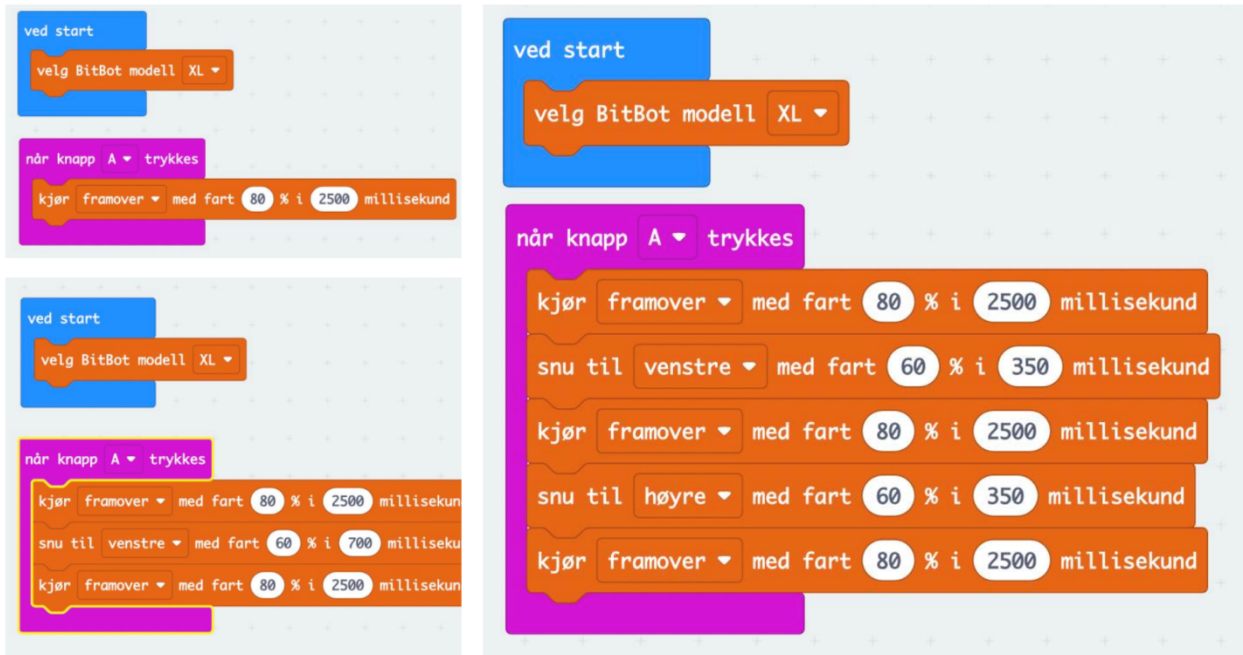 ved start
velg BitBot modell XL
når knapp A trykkes
kjør framover med fart 80 % i 2500 millisekund
ved start
velg BitBot modell XL
når knapp A trykkes
kjør framover med fart 80 % i 2500 millisekun
snu til venstre med fart 60 % i 700 milliseku
kjør framover med fart 80 % i 2500 millisekun
ved start
velg BitBot modell XL
når knapp A trykkes
kjør framover med fart 80 % i 2500 millisekund
snu til venstre med fart 60 % i 350 millisekund
kjør framover med fart 80 % i 2500 millisekund
snu til høyre med fart 60 % i 350 millisekund
kjør framover med fart 80 % i 2500 millisekund